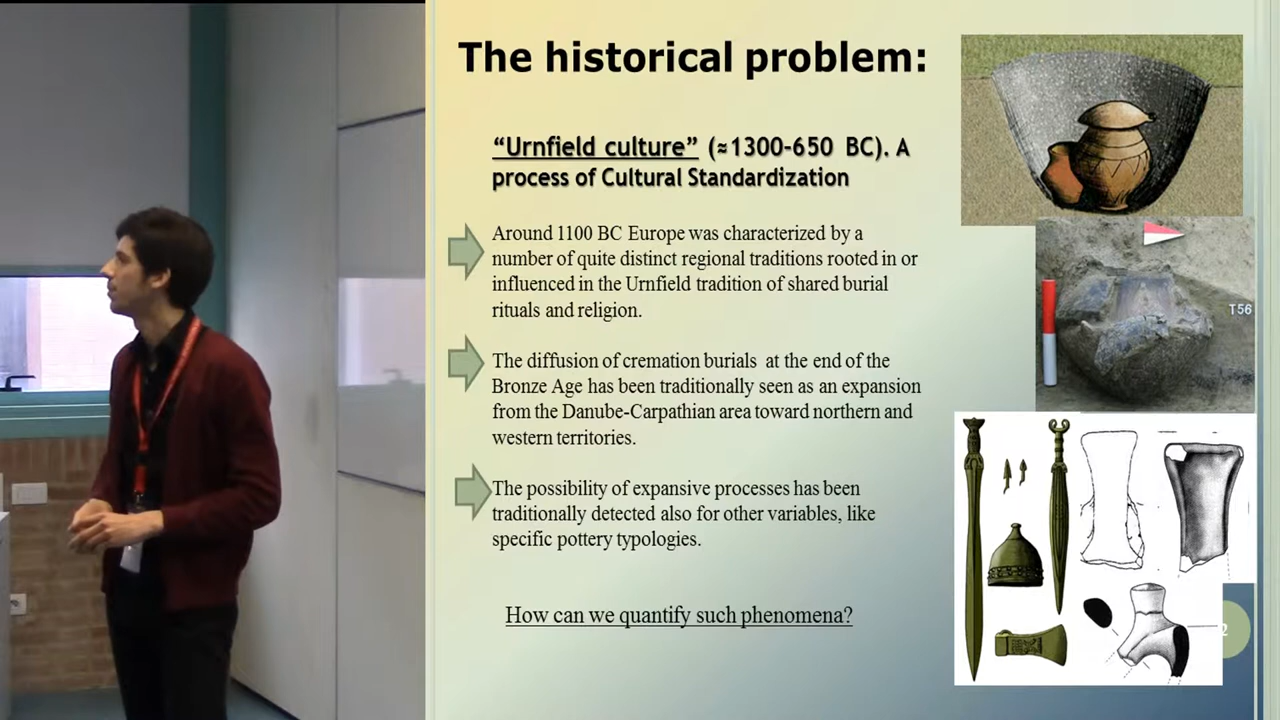 The historical problem:
“Urnfield culture” (≈1300-650 BC). A
process of Cultural Standardization
Around 1100 BC Europe was characterized by a
number of quite distinct regional traditions rooted in or
influenced in the Urnfield tradition of shared burial
rituals and religion.
The diffusion of cremation burials at the end of the
Bronze Age has been traditionally seen as an expansion
from the Danube-Carpathian area toward northern and
western territories.
The possibility of expansive processes has been
traditionally detected also for other variables, like
specific pottery typologies.
How can we quantify such phenomena?
T56
2